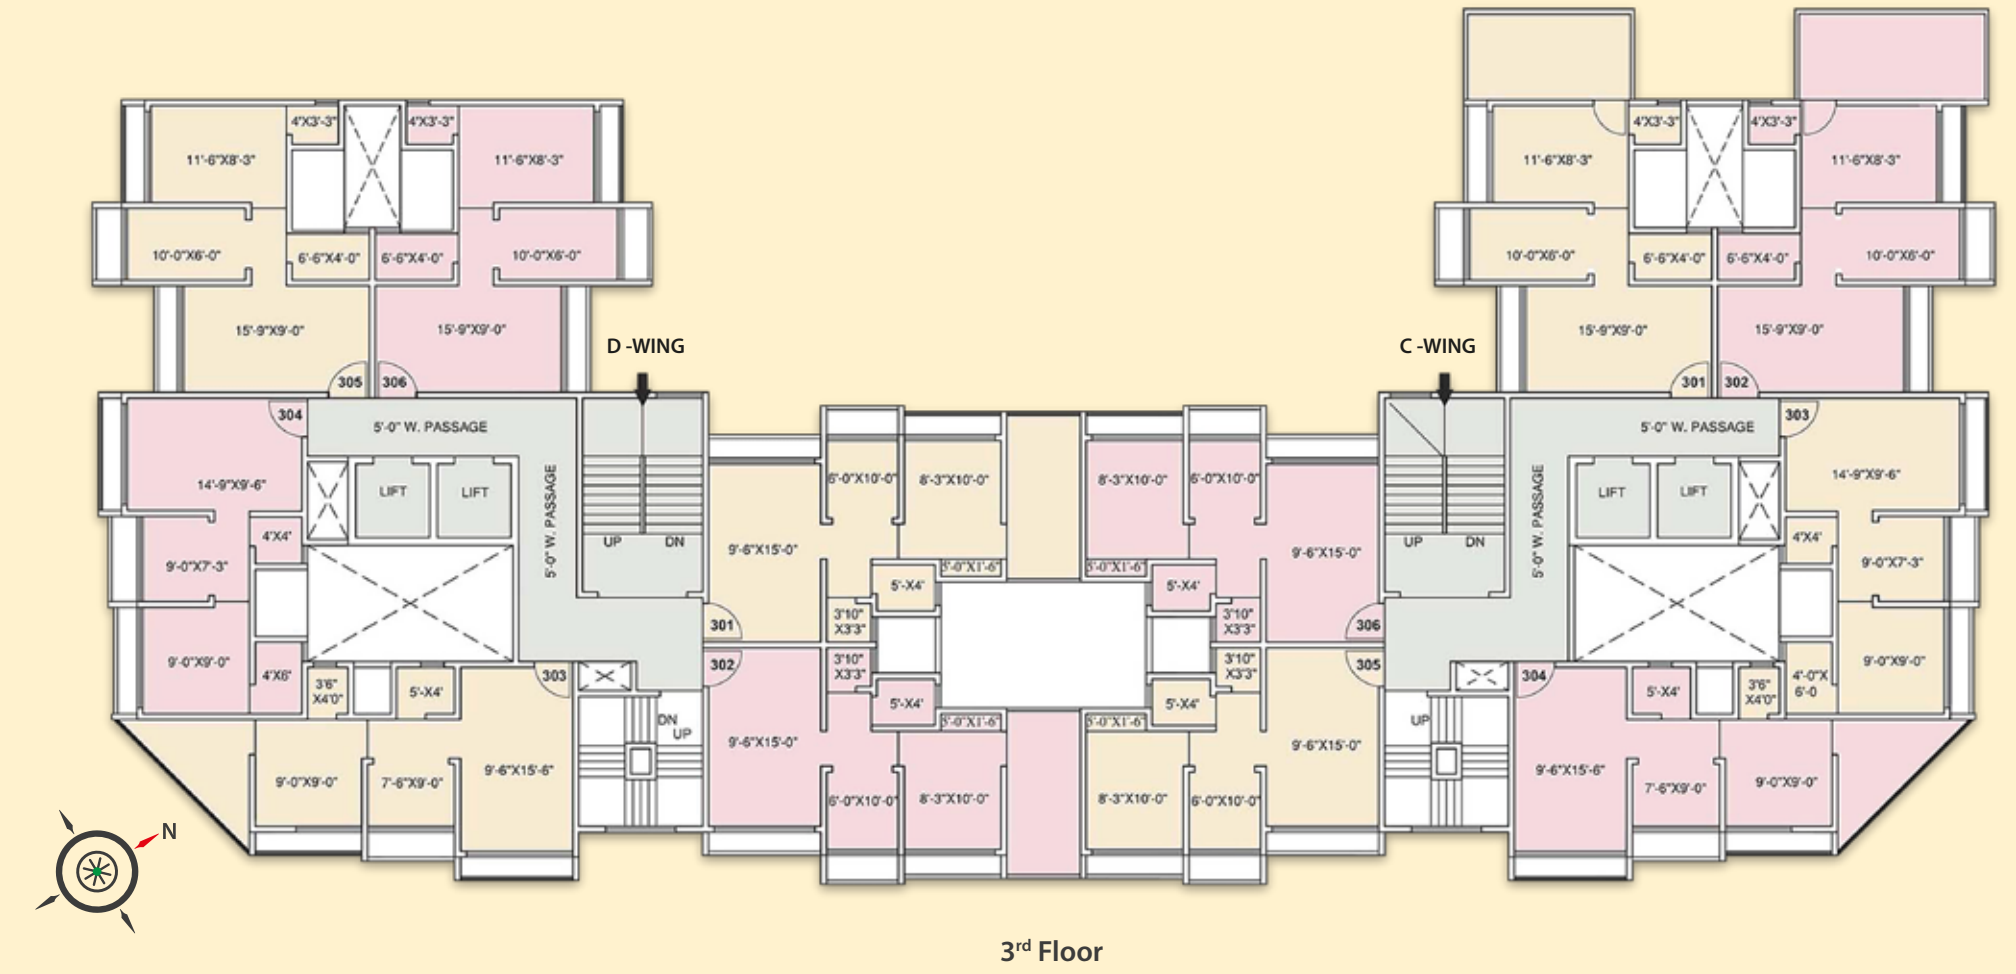 4'X3'-3"
4'X3'-3"
4'X3'-3"
4'X3'-3"
11'-6"X8'-3"
11'-6"X8'-3"
11'-6"X8'-3"
11'-6"X8'-3"
10'-0"X6'-0"
6'-6"X4'-0"
6'-6"X4'-0"
10'-0"X6'-0"
10'-0"X6'-0"
6'-6"X4'-0"
6'-6"X4'-0"
10'-0"X6'-0"
15'-9"X9'-0"
15'-9"X9'-0"
15'-9"X9'-0"
15'-9"X9'-0"
D -WING
C -WING
305
306
301
302
304
5'-0" W. PASSAGE
5'-0" W. PASSAGE
303
14'-9"X9'-6"
LIFT
LIFT
5'-0" W. PASSAGE
6'-0"X10'-0"
8'-3"X10'-0"
8'-3"X10'-0"
6'-0"X10'-0"
5'-0" W. PASSAGE
LIFT
LIFT
14'-9"X9'-6"
4'X4'
UP
DN
9'-6"X15'-0"
9'-6"X15'-0"
UP
DN
4'X4'
9'-0"X7'-3"
5'-0"X1'-6"
5'-0"X1'-6"
9'-0"X7'-3"
5'-X4'
5'-X4'
301
3'10"
X3'3"
3'10"
X3'3"
306
302
3'10"
X3'3"
3'10"
X3'3"
305
9'-0"X9'-0"
4'X6'
3'6"
X4'0"
5'-X4'
303
304
5'-X4'
3'6"
X4'0"
4'-0"X
6'-0
9'-0"X9'-0"
5'-X4'
5'-X4'
DN
UP
5'-0"X1'-6"
5'-0"X1'-6"
UP
9'-6"X15'-0"
9'-6"X15'-0"
9'-0"X9'-0"
7'-6"X9'-0"
9'-6"X15'-6"
9'-6"X15'-6"
7'-6"X9'-0"
9'-0"X9'-0"
6'-0"X10'-0"
8'-3"X10'-0"
8'-3"X10'-0"
6'-0"X10'-0"
N
3rd Floor